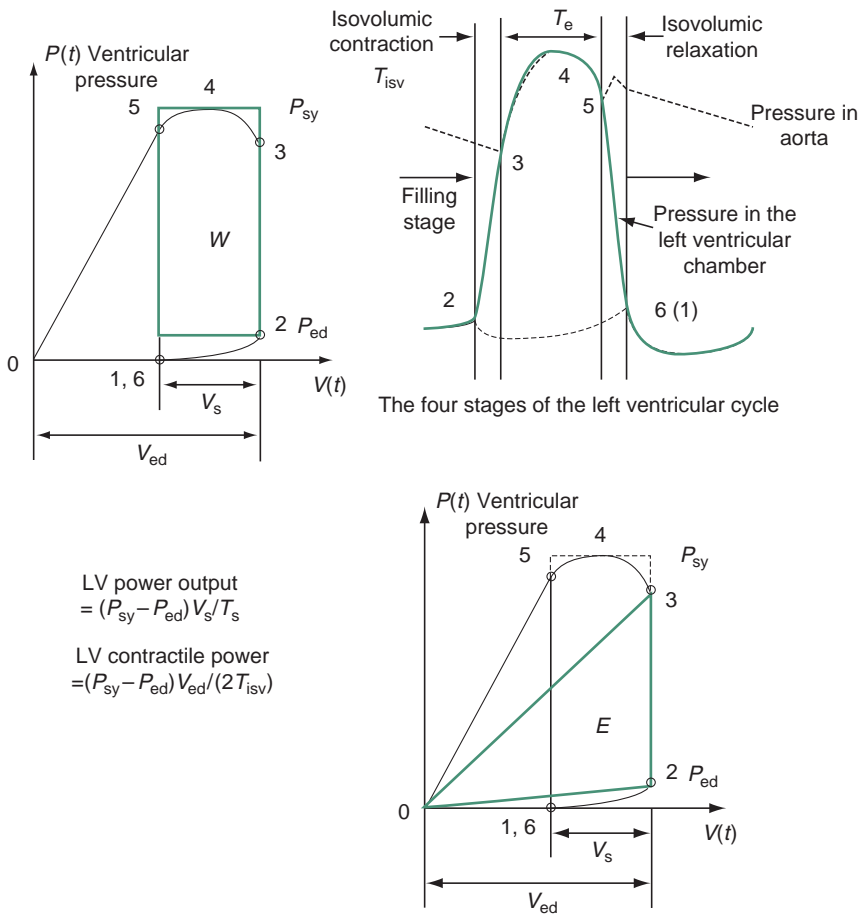 P(t) Ventricular
pressure
5
4
P_sy
3
W
2
P_ed
0
1, 6
V(t)
V_s
V_ed
Isovolumic
contraction
T_e
Isovolumic
relaxation
T_isv
4
5
Pressure in
aorta
3
Filling
stage
Pressure in the
left ventricular
chamber
2
6 (1)
The four stages of the left ventricular cycle
LV power output
= (P_sy–P_ed)V_s/T_s
LV contractile power
=(P_sy–P_ed)V_ed/(2T_isv)
P(t) Ventricular
pressure
4
5
P_sy
3
E
2
P_ed
0
1, 6
V(t)
V_s
V_ed